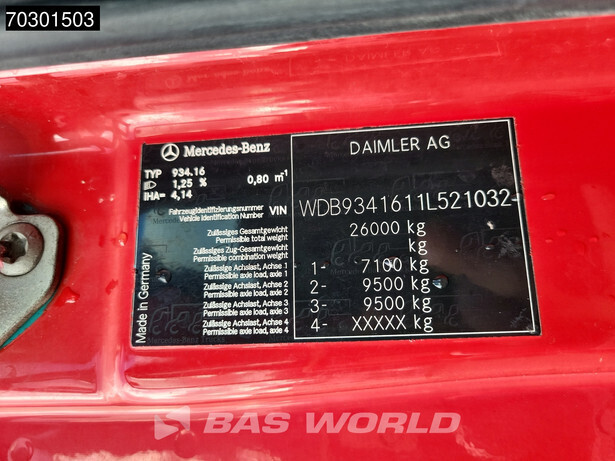 70301503
Mercedes-Benz
DAIMLER AG
TYP 934.16
1,25 % 0,80 m⁻¹
IHA= 4,14
Fahrzeugidentifizierungsnummer
Vehicle Identification Number VIN WDB9341611L521032
Zulässiges Gesamtgewicht
Permissible total weight 26000 kg
Zulässiges Zug-Gesamtgewicht
Permissible combination weight kg
Zulässige Achslast, Achse 1
Permissible axle load, axle 1 1- 7100 kg
Zulässige Achslast, Achse 2
Permissible axle load, axle 2 2- 9500 kg
Zulässige Achslast, Achse 3
Permissible axle load, axle 3 3- 9500 kg
Zulässige Achslast, Achse 4
Permissible axle load, axle 4 4- XXXXX kg
Made in Germany
BAS WORLD